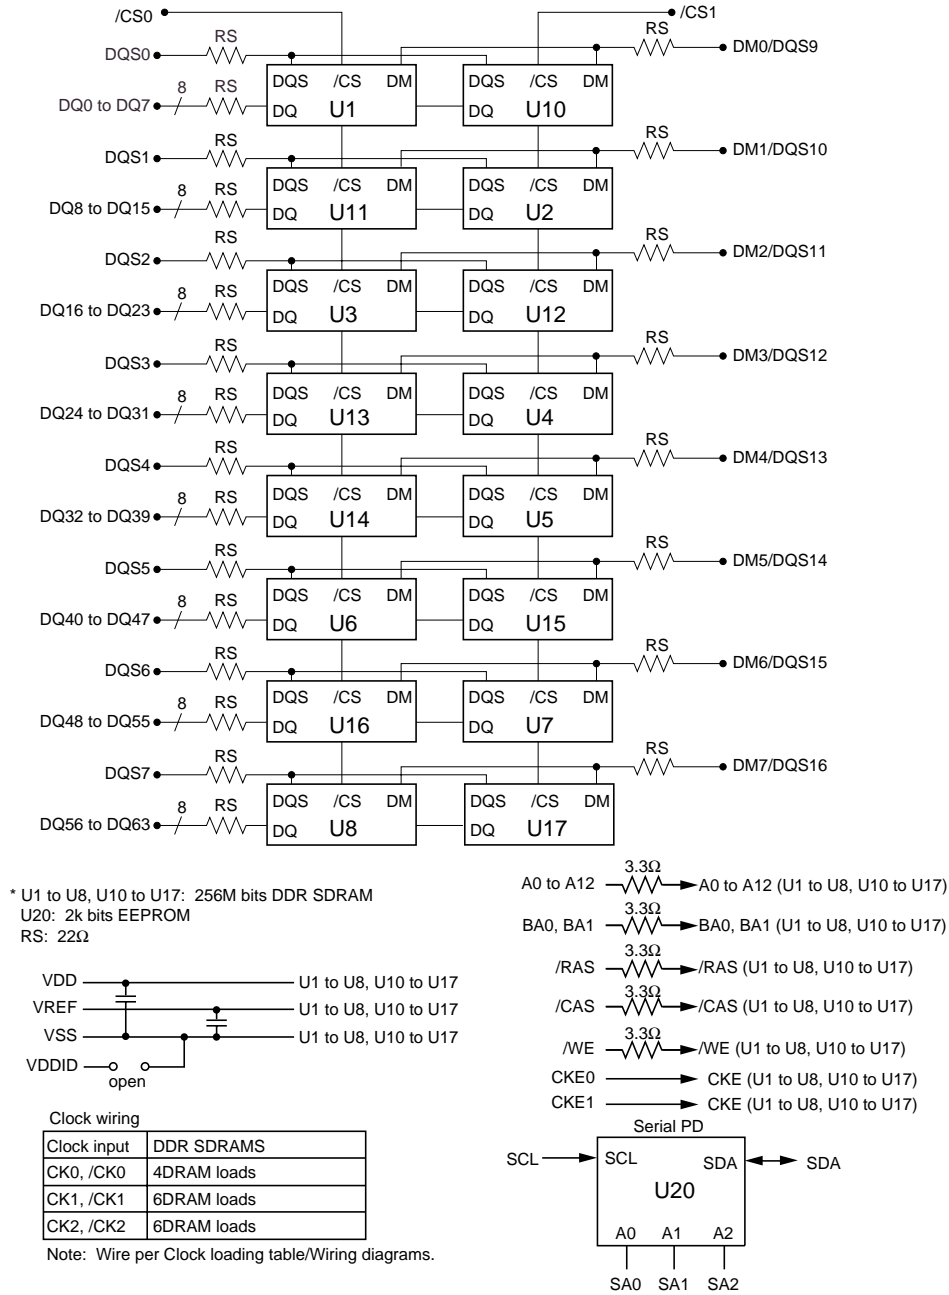 /CS0 /CS1
RS RS
DQS0 DM0/DQS9
8 RS DQS /CS DM DQS /CS DM
DQ0 to DQ7 DQ U1 DQ U10
RS RS
DQS1 DM1/DQS10
8 RS DQS /CS DM DQS /CS DM
DQ8 to DQ15 DQ U11 DQ U2
RS RS
DQS2 DM2/DQS11
8 RS DQS /CS DM DQS /CS DM
DQ16 to DQ23 DQ U3 DQ U12
RS RS
DQS3 DM3/DQS12
8 RS DQS /CS DM DQS /CS DM
DQ24 to DQ31 DQ U13 DQ U4
RS RS
DQS4 DM4/DQS13
8 RS DQS /CS DM DQS /CS DM
DQ32 to DQ39 DQ U14 DQ U5
RS RS
DQS5 DM5/DQS14
8 RS DQS /CS DM DQS /CS DM
DQ40 to DQ47 DQ U6 DQ U15
RS RS
DQS6 DM6/DQS15
8 RS DQS /CS DM DQS /CS DM
DQ48 to DQ55 DQ U16 DQ U7
RS RS
DQS7 DM7/DQS16
8 RS DQS /CS DM DQS /CS DM
DQ56 to DQ63 DQ U8 DQ U17
* U1 to U8, U10 to U17: 256M bits DDR SDRAM
U20: 2k bits EEPROM
RS: 22Ω
VDD U1 to U8, U10 to U17
VREF U1 to U8, U10 to U17
VSS U1 to U8, U10 to U17
VDDID open
Clock wiring
Clock input DDR SDRAMS
CK0, /CK0 4DRAM loads
CK1, /CK1 6DRAM loads
CK2, /CK2 6DRAM loads
Note: Wire per Clock loading table/Wiring diagrams.
3.3Ω
A0 to A12 A0 to A12 (U1 to U8, U10 to U17)
3.3Ω
BA0, BA1 BA0, BA1 (U1 to U8, U10 to U17)
3.3Ω
/RAS /RAS (U1 to U8, U10 to U17)
3.3Ω
/CAS /CAS (U1 to U8, U10 to U17)
3.3Ω
/WE /WE (U1 to U8, U10 to U17)
CKE0 CKE (U1 to U8, U10 to U17)
CKE1 CKE (U1 to U8, U10 to U17)
Serial PD
SCL SCL SDA SDA
U20
A0 A1 A2
SA0 SA1 SA2